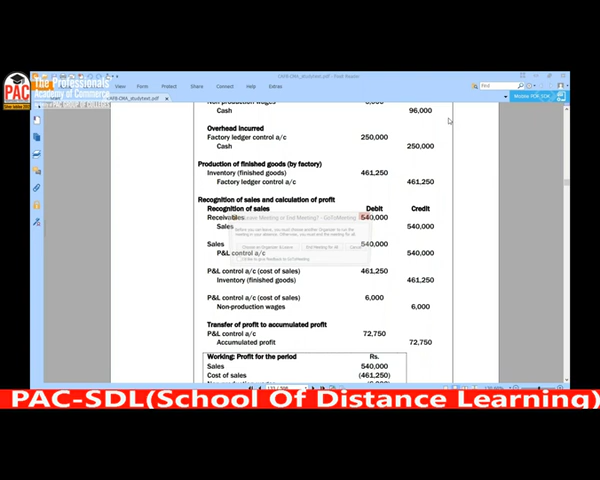 PAC
The Professionals
Academy of Commerce
View Form Protect Connect Help Extras
Find
Non production wages
Cash 96,000
Overhead incurred
Factory ledger control a/c 250,000
Cash 250,000
Production of finished goods (by factory)
Inventory (finished goods) 461,250
Factory ledger control a/c 461,250
Recognition of sales and calculation of profit
Recognition of sales Debit Credit
Receivables 540,000
Sales 540,000
Sales 540,000
P&L control a/c 540,000
P&L control a/c (cost of sales) 461,250
Inventory (finished goods) 461,250
P&L control a/c (cost of sales) 6,000
Non-production wages 6,000
Transfer of profit to accumulated profit
P&L control a/c 72,750
Accumulated profit 72,750
Working: Profit for the period Rs.
Sales 540,000
Cost of sales (461,250)
PAC-SDL(School Of Distance Learning)